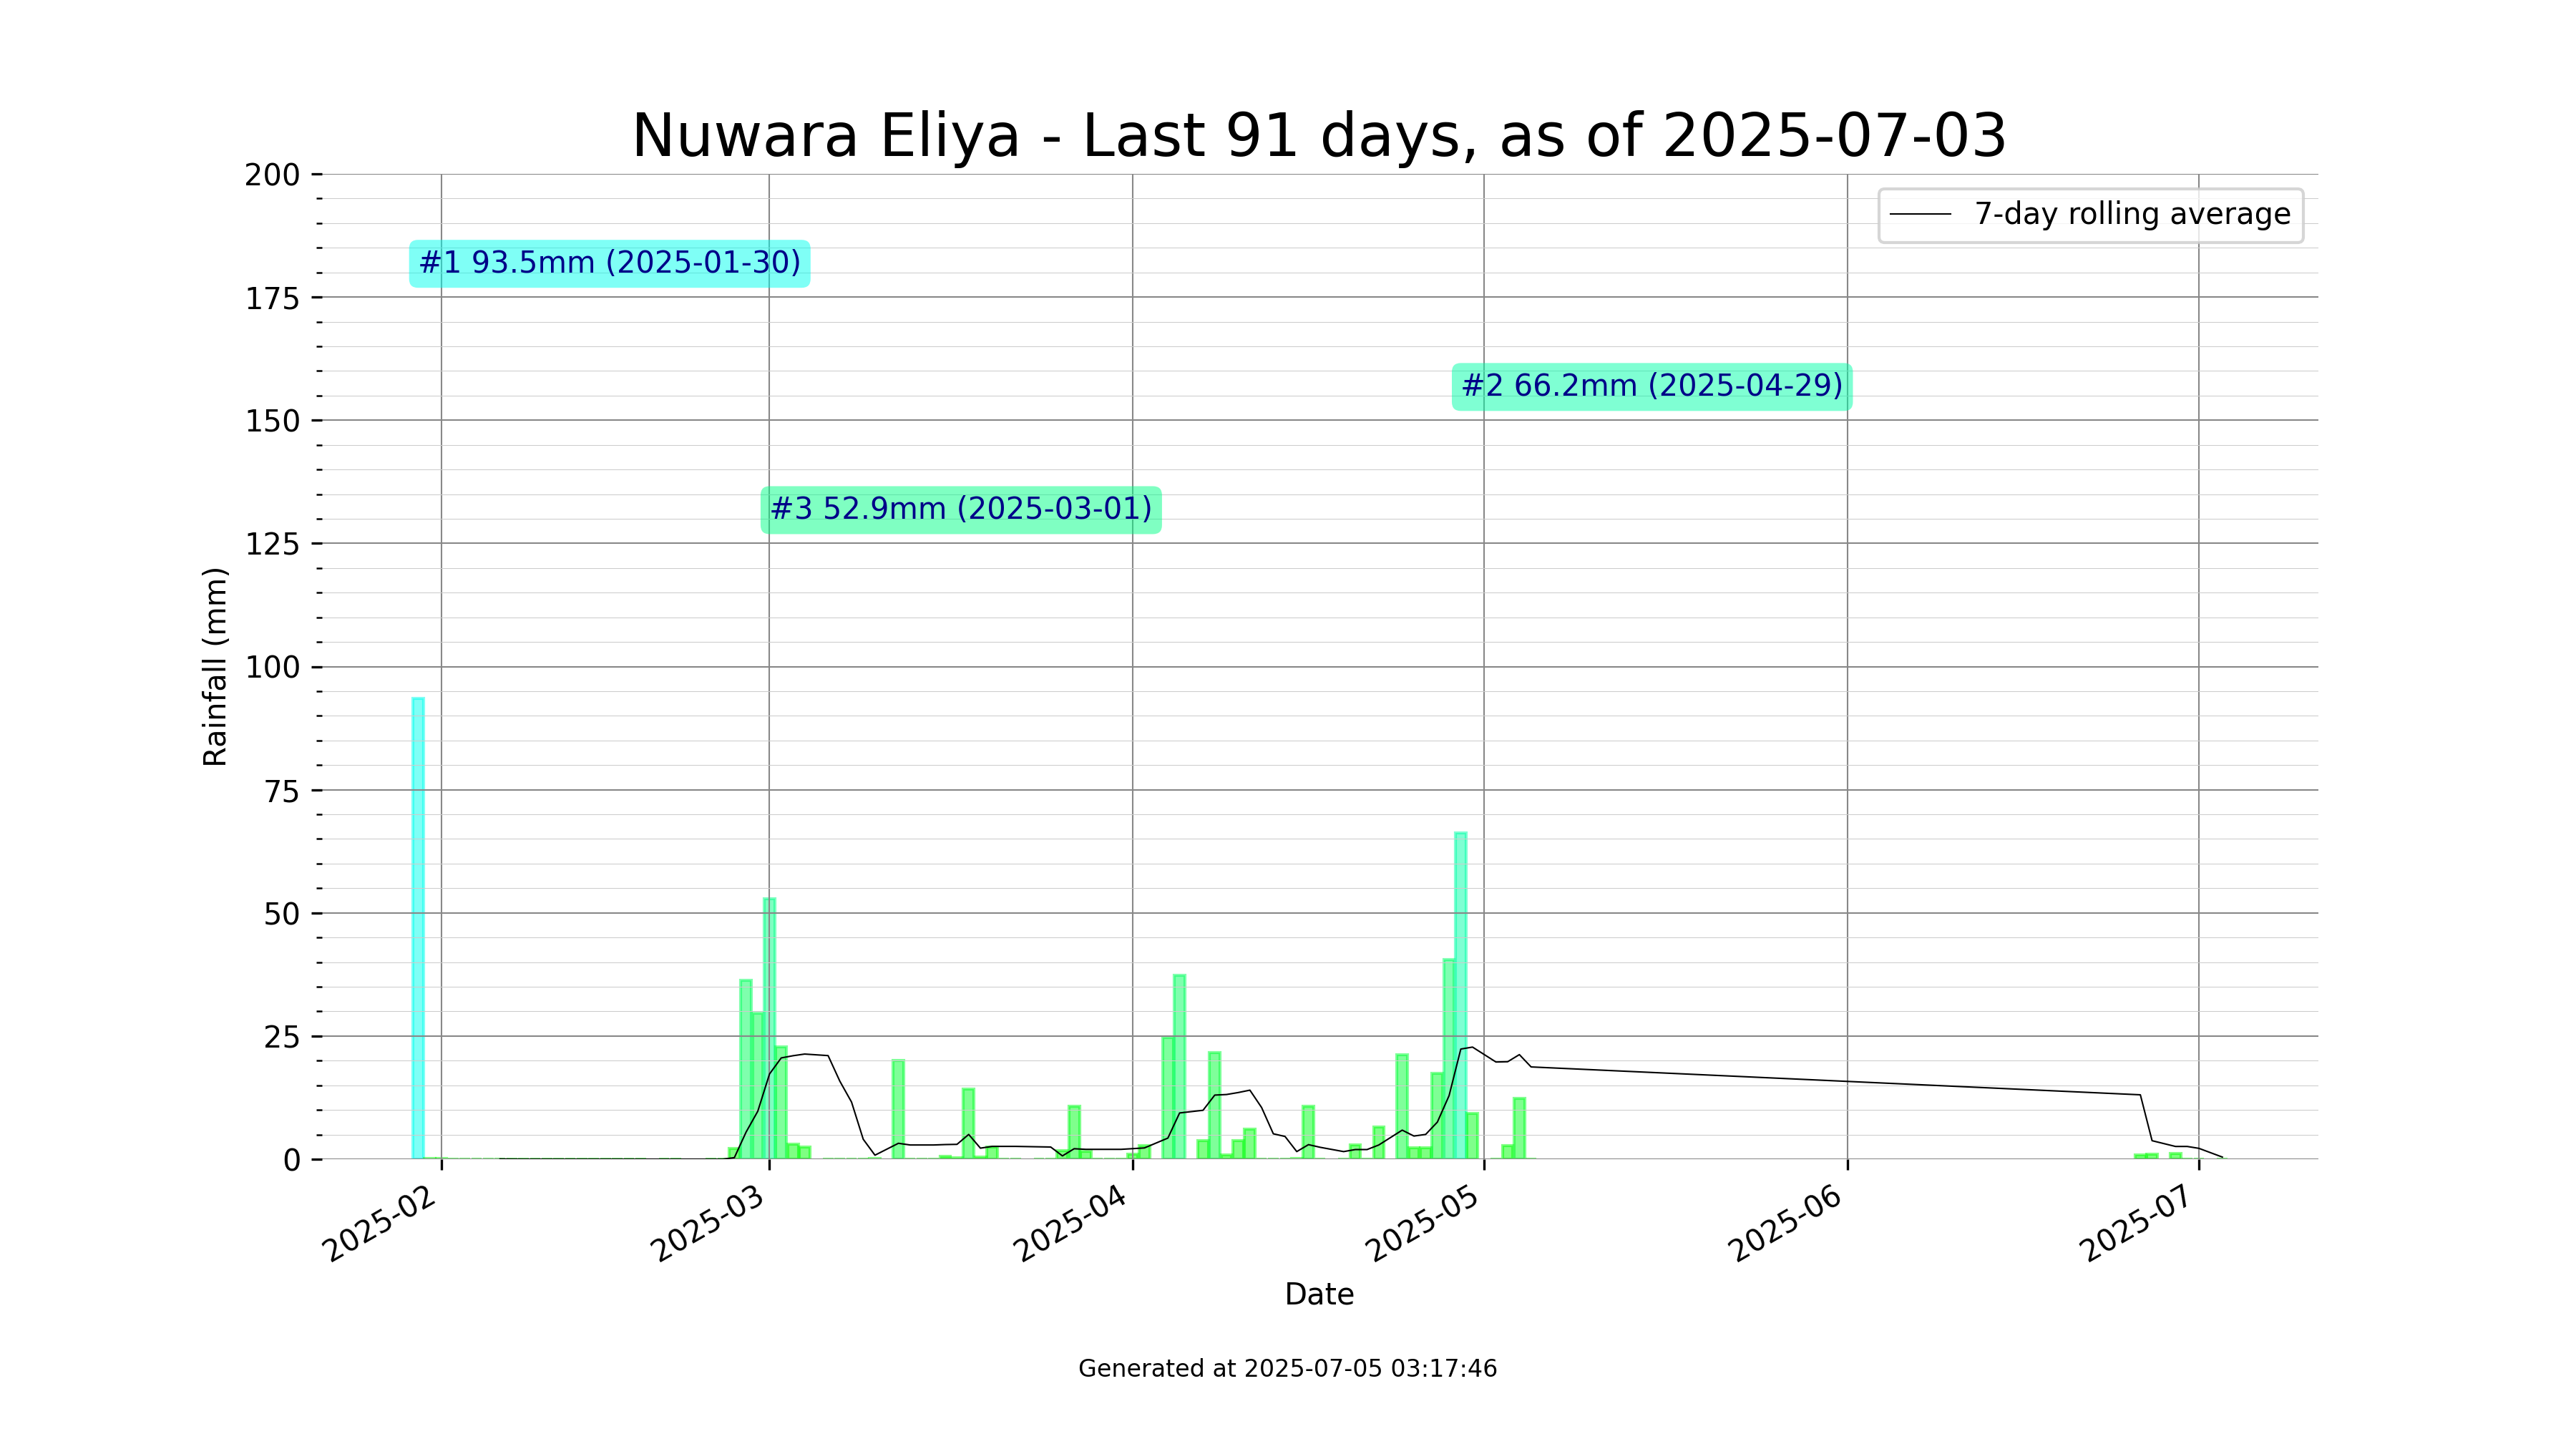 Nuwara Eliya - Last 91 days, as of 2025-07-03
7-day rolling average
#1 93.5mm (2025-01-30)
#2 66.2mm (2025-04-29)
#3 52.9mm (2025-03-01)
200
175
150
125
100
75
50
25
0
Rainfall (mm)
2025-02
2025-03
2025-04
2025-05
2025-06
2025-07
Date
Generated at 2025-07-05 03:17:46